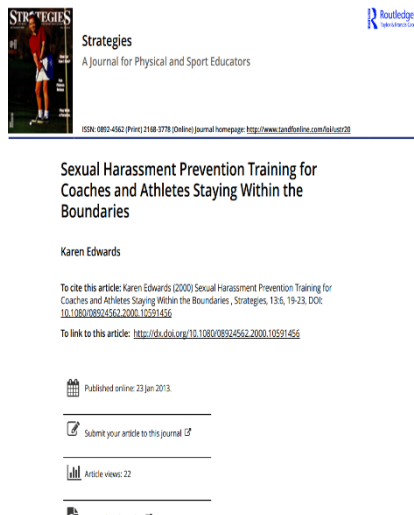 STRATEGIES
Routledge
Strategies
A Journal for Physical and Sport Educators
ISSN: 0892-4562 (Print) 2168-3778 (Online) Journal homepage: http://www.tandfonline.com/loi/ustr20
Sexual Harassment Prevention Training for
Coaches and Athletes Staying Within the
Boundaries
Karen Edwards
To cite this article: Karen Edwards (2000) Sexual Harassment Prevention Training for
Coaches and Athletes Staying Within the Boundaries , Strategies, 13:6, 19-23, DOI:
10.1080/08924562.2000.10591456
To link to this article: http://dx.doi.org/10.1080/08924562.2000.10591456
Published online: 23 Jan 2013.
Submit your article to this journal
Article views: 22